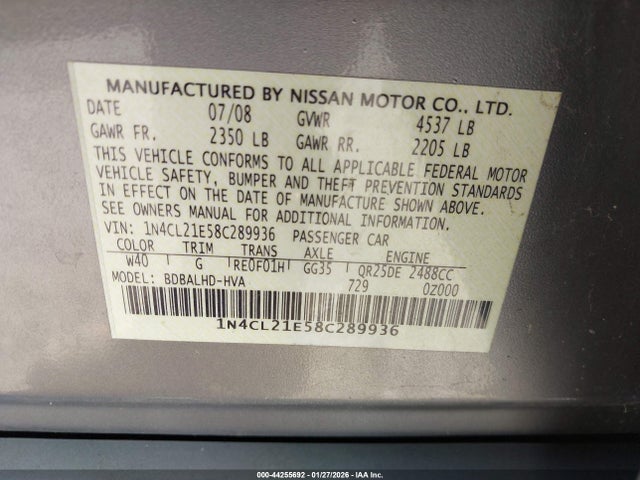 MANUFACTURED BY NISSAN MOTOR CO., LTD.
DATE 07/08 GVWR 4537 LB
GAWR FR. 2350 LB GAWR RR. 2205 LB
THIS VEHICLE CONFORMS TO ALL APPLICABLE FEDERAL MOTOR
VEHICLE SAFETY, BUMPER AND THEFT PREVENTION STANDARDS
IN EFFECT ON THE DATE OF MANUFACTURE SHOWN ABOVE.
SEE OWNERS MANUAL FOR ADDITIONAL INFORMATION.
VIN: 1N4CL21E58C289936 PASSENGER CAR
COLOR TRIM TRANS AXLE ENGINE
W40 G RE0F01H GG35 QR25DE 2488CC
MODEL: BDBALHD-HVA 729 0Z000
1N4CL21E58C289936
000-44255692 - 01/27/2026 - IAA Inc.